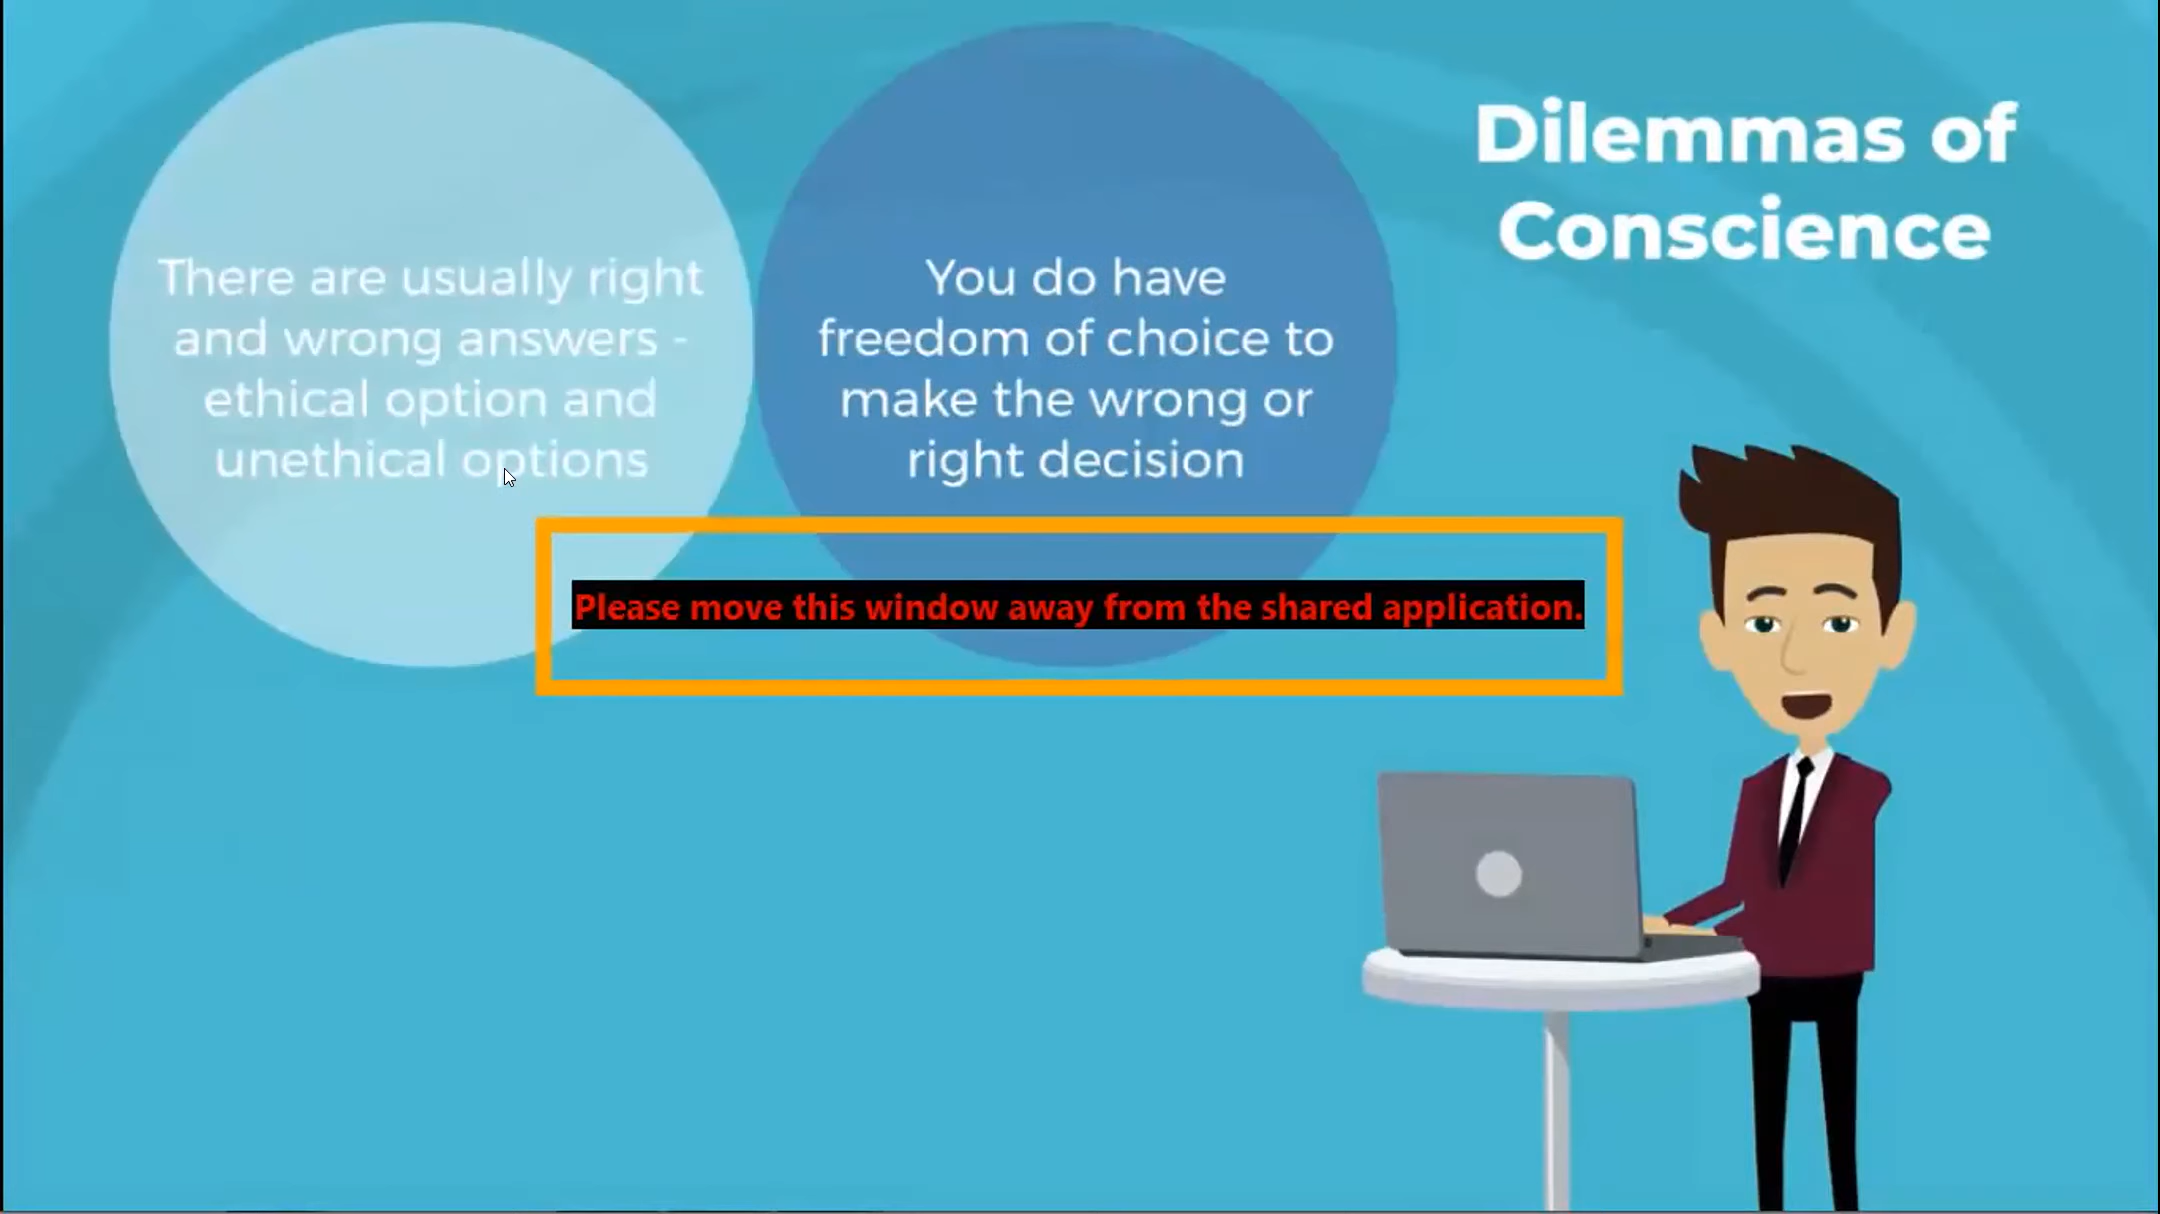 Dilemmas of
Conscience
There are usually right
and wrong answers -
ethical option and
unethical options
You do have
freedom of choice to
make the wrong or
right decision
Please move this window away from the shared application.